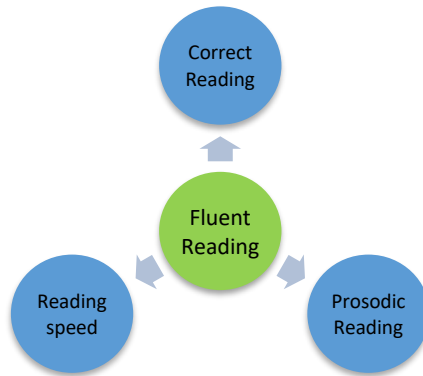 Correct
Reading
Fluent
Reading
Reading
speed
Prosodic
Reading